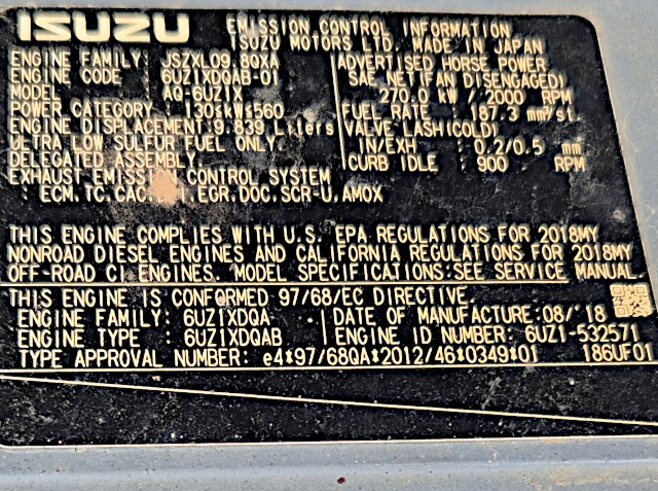 ISUZU EMISSION CONTROL INFORMATION
ISUZU MOTORS LTD. MADE IN JAPAN
ENGINE FAMILY: JSZXL09.8QXA
ENGINE CODE : 6UZ1XDQAB-01
MODEL : AQ-6UZ1X
POWER CATEGORY : 130≤kW≤560
ENGINE DISPLACEMENT:9.839 Liters
ULTRA LOW SULFUR FUEL ONLY.
DELEGATED ASSEMBLY.
EXHAUST EMISSION CONTROL SYSTEM
: ECM,TC,CAC, EGR,DOC,SCR-U,AMOX
ADVERTISED HORSE POWER
SAE NET(FAN DISENGAGED)
270.0 kW / 2000 RPM
FUEL RATE : 187.3 mm³/st.
VALVE LASH(COLD)
IN/EXH : 0.2/0.5 mm
CURB IDLE : 900 RPM
THIS ENGINE COMPLIES WITH U.S. EPA REGULATIONS FOR 2018MY
NONROAD DIESEL ENGINES AND CALIFORNIA REGULATIONS FOR 2018MY
OFF-ROAD CI ENGINES. MODEL SPECIFICATIONS:SEE SERVICE MANUAL.
THIS ENGINE IS CONFORMED 97/68/EC DIRECTIVE.
ENGINE FAMILY: 6UZ1XDQA
ENGINE TYPE : 6UZ1XDQAB
DATE OF MANUFACTURE:08/'18
ENGINE ID NUMBER: 6UZ1-532571
TYPE APPROVAL NUMBER: e4*97/68QA*2012/46*0349*01 186UF01